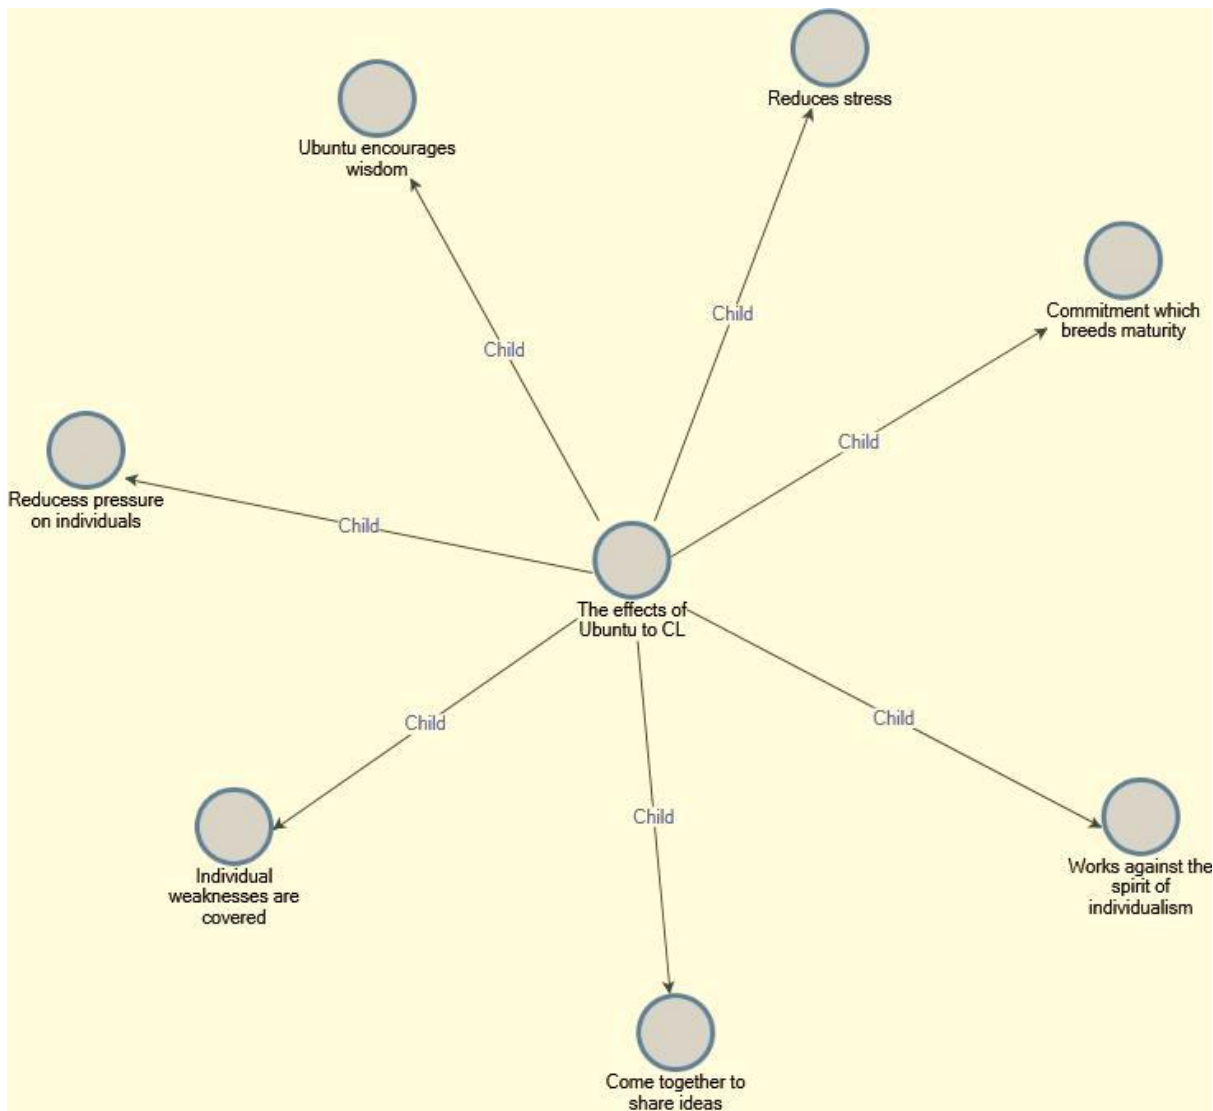 Reduces stress
Ubuntu encourages
wisdom
Commitment which
breeds maturity
Child
Child
Child
Reducess pressure
on individuals
Child
The effects of
Ubuntu to CL
Child
Child
Child
Individual
weaknesses are
covered
Works against the
spirit of
individualism
Come together to
share ideas